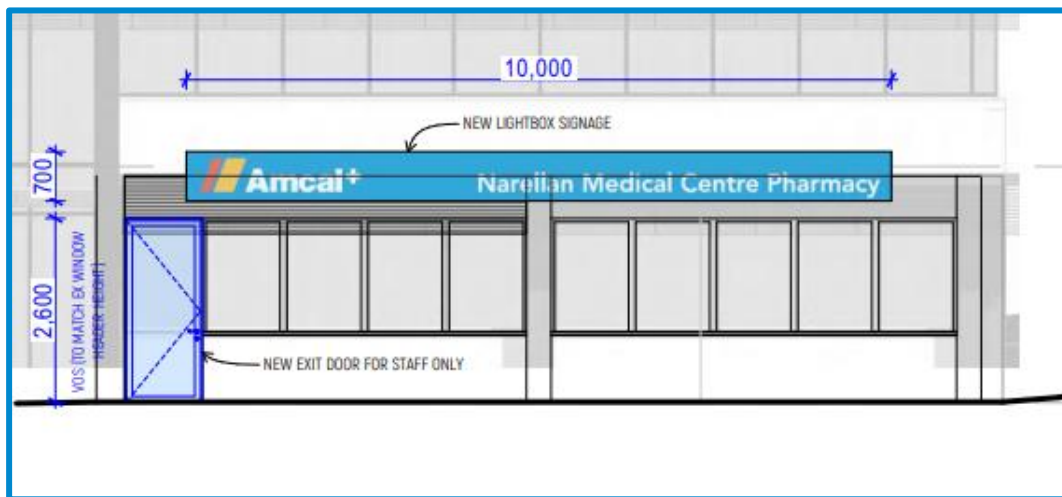 10,000
NEW LIGHTBOX SIGNAGE
700
Amcal+
Narellan Medical Centre Pharmacy
2,600
VOS (TO MATCH EX WINDOW
HEADER HEIGHT)
NEW EXIT DOOR FOR STAFF ONLY